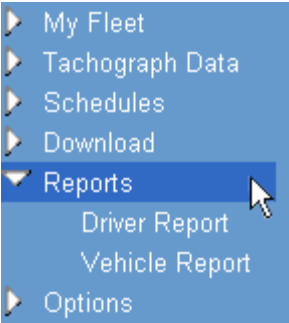 My Fleet
Tachograph Data
Schedules
Download
Reports
Driver Report
Vehicle Report
Options